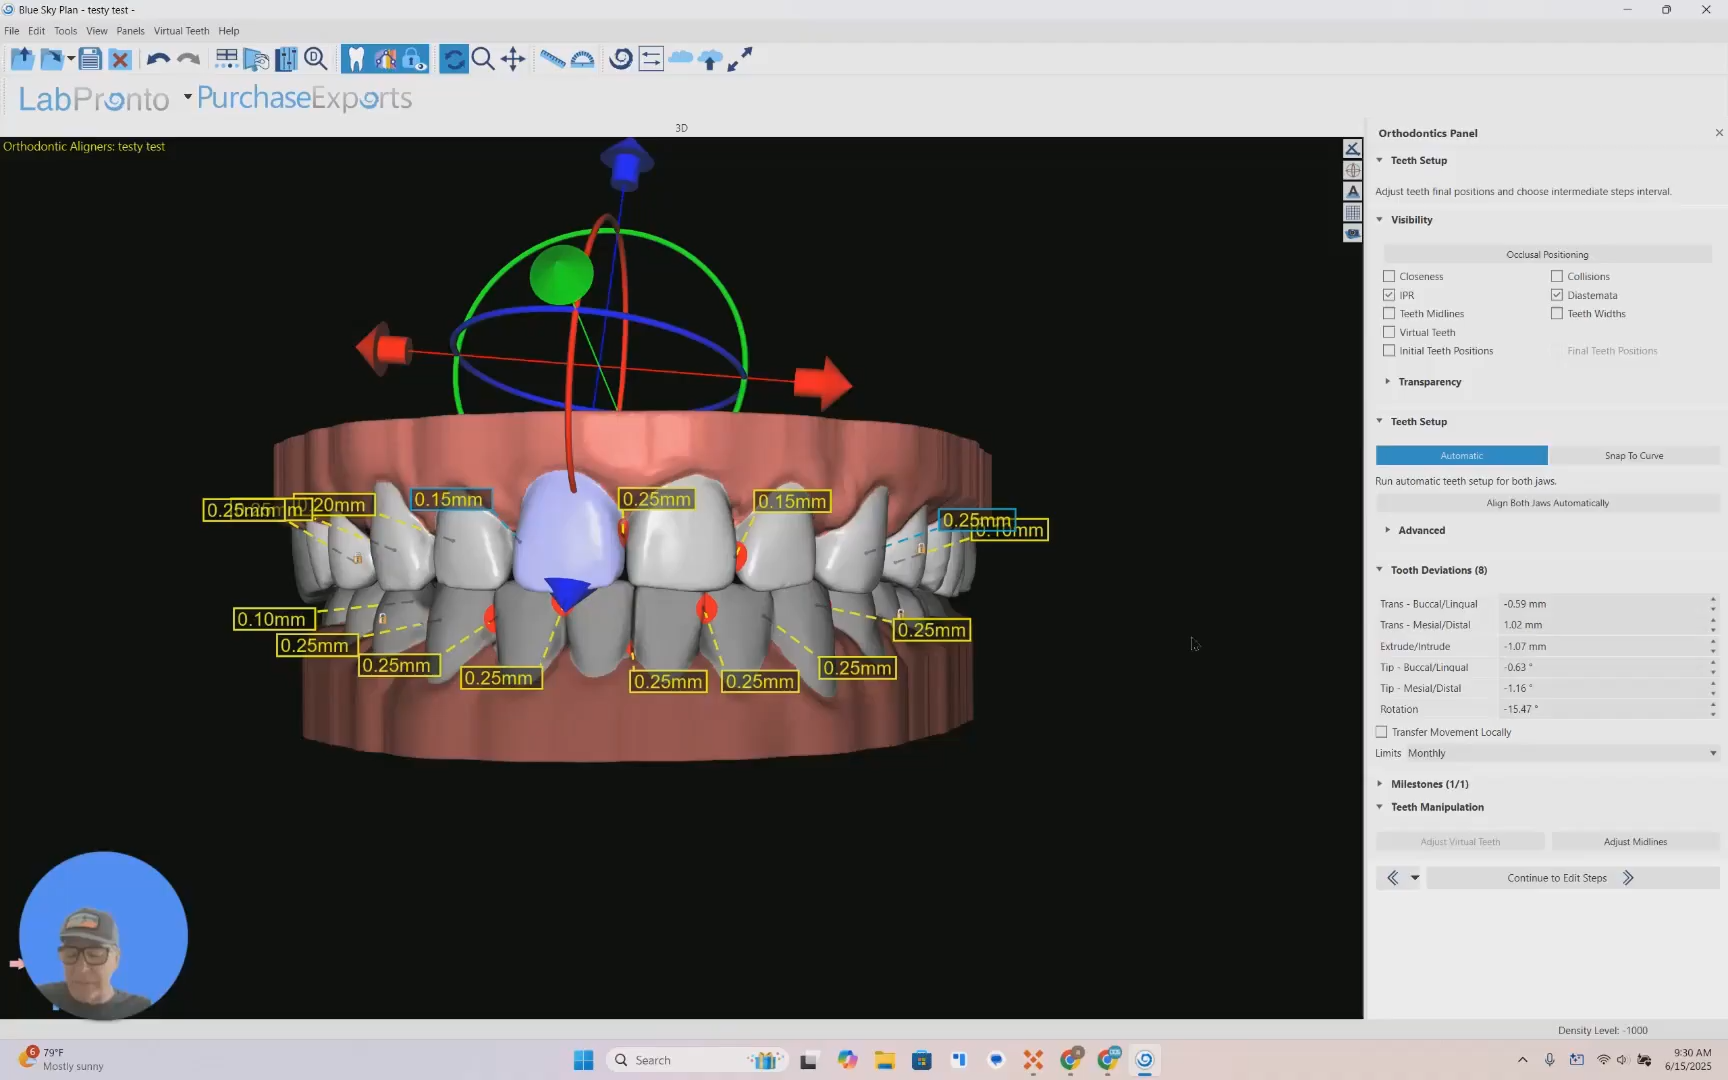 Blue Sky Plan - testy test -
File Edit Tools View Panels Virtual Teeth Help
LabPronto PurchaseExports
3D
Orthodontic Aligners: testy test
Orthodontics Panel
Teeth Setup
Adjust teeth final positions and choose intermediate steps interval.
Visibility
Occlusal Positioning
Closeness Collisions
IPR Diastemata
Teeth Midlines Teeth Widths
Virtual Teeth
Initial Teeth Positions Final Teeth Positions
Transparency
Teeth Setup
Automatic Snap To Curve
Run automatic teeth setup for both jaws.
Align Both Jaws Automatically
Advanced
Tooth Deviations (8)
Trans - Buccal/Lingual -0.59 mm
Trans - Mesial/Distal 1.02 mm
Extrude/Intrude -1.07 mm
Tip - Buccal/Lingual -0.63 °
Tip - Mesial/Distal -1.16 °
Rotation -15.47 °
Transfer Movement Locally
Limits Monthly
Milestones (1/1)
Teeth Manipulation
Adjust Virtual Teeth Adjust Midlines
Continue to Edit Steps
0.25mm 0.20mm 0.15mm 0.25mm 0.15mm 0.25mm 0.10mm
0.10mm 0.25mm
0.25mm 0.25mm 0.25mm
0.25mm 0.25mm 0.25mm
Density Level: -1000
6 79°F
Mostly sunny
Search
9:30 AM
6/15/2025